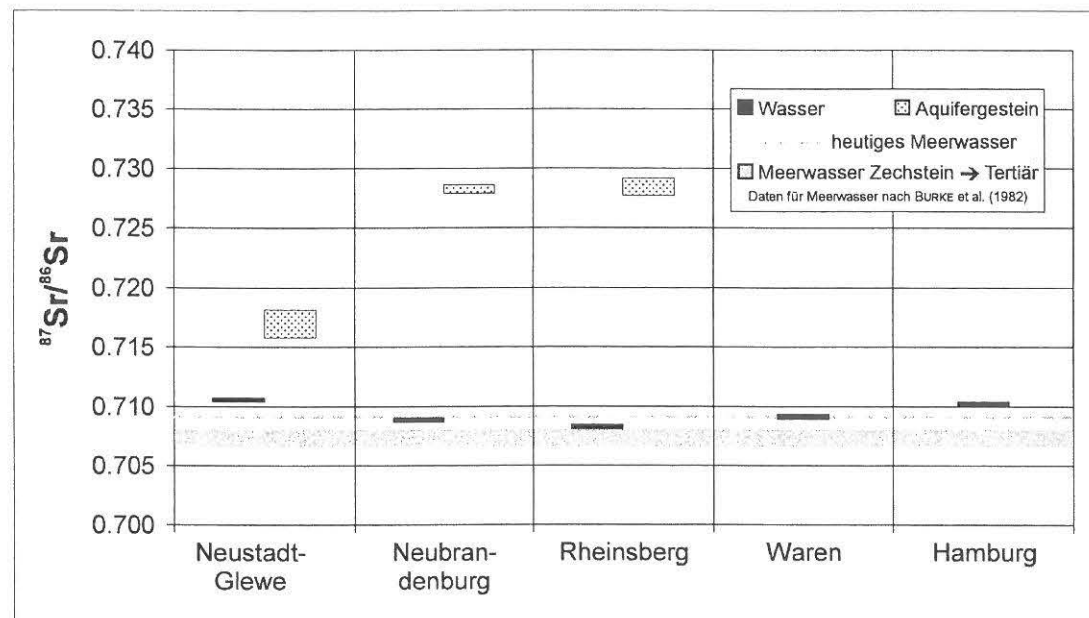 0.740
0.735
0.730
0.725
0.720
0.715
0.710
0.705
0.700
⁸⁷Sr/⁸⁶Sr
Wasser Aquifergestein
heutiges Meerwasser
Meerwasser Zechstein → Tertiär
Daten für Meerwasser nach BURKE et al. (1982)
Neustadt- Neubran- Rheinsberg Waren Hamburg
Glewe denburg